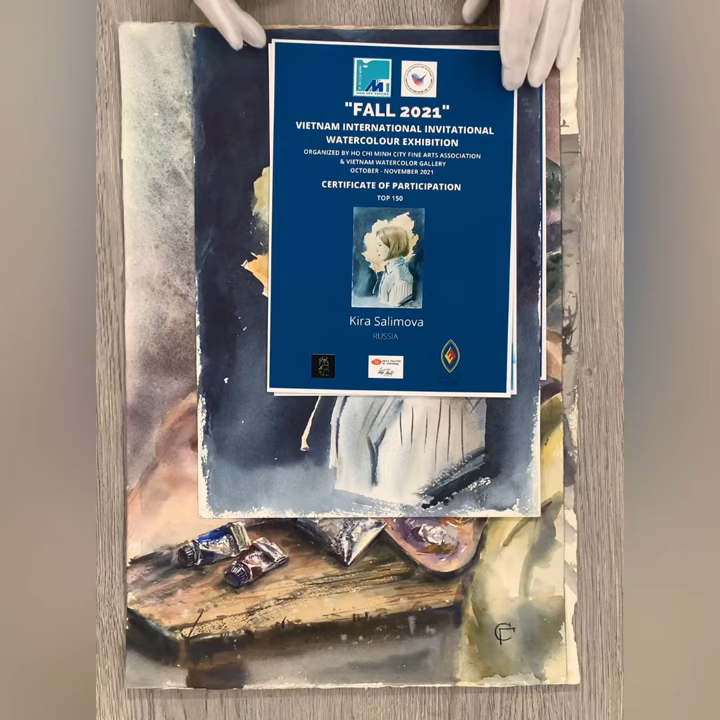 "FALL 2021"
VIETNAM INTERNATIONAL INVITATIONAL
WATERCOLOUR EXHIBITION
ORGANIZED BY HO CHI MINH CITY FINE ARTS ASSOCIATION
& VIETNAM WATERCOLOR GALLERY
OCTOBER - NOVEMBER 2021
CERTIFICATE OF PARTICIPATION
TOP 150
Kira Salimova
RUSSIA